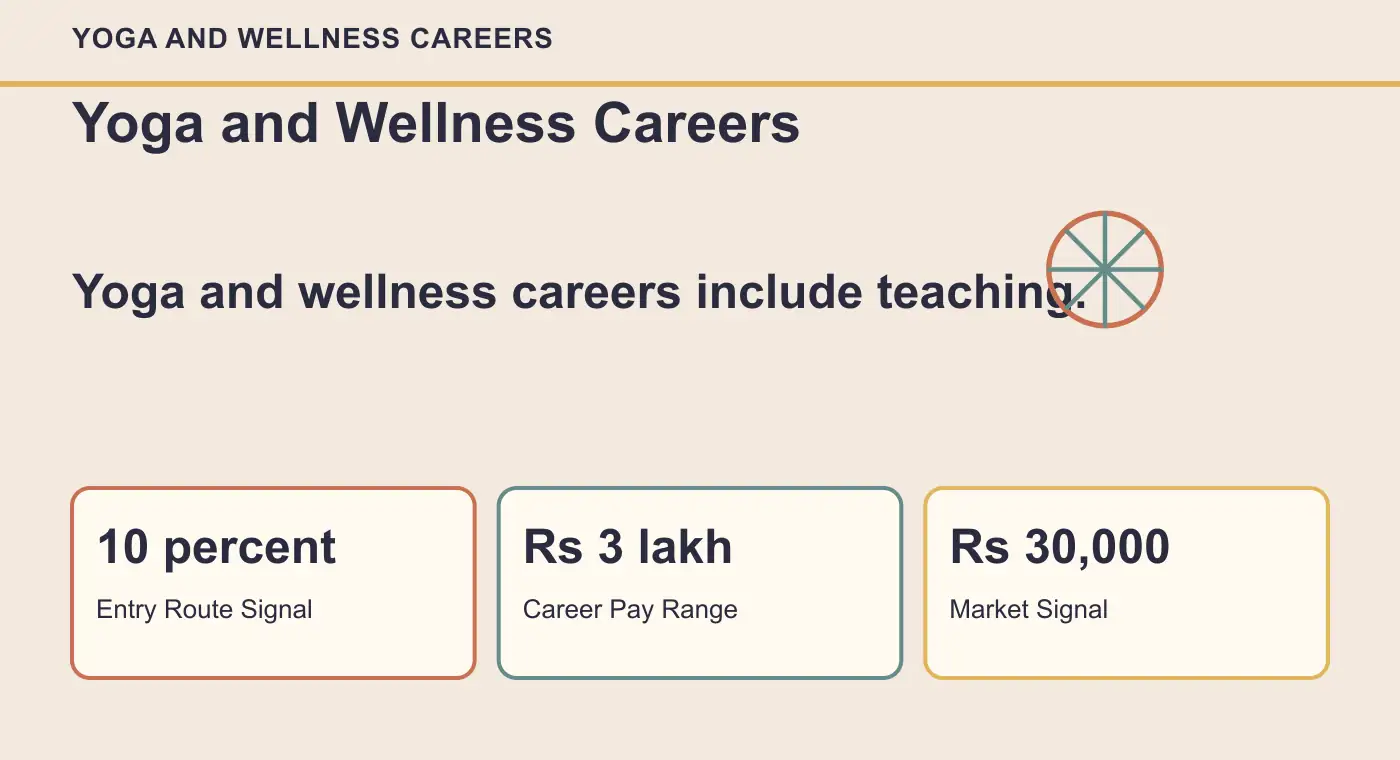 YOGA AND WELLNESS CAREERS
Yoga and Wellness Careers
Yoga and wellness careers include teaching.
10 percent
Entry Route Signal
Rs 3 lakh
Career Pay Range
Rs 30,000
Market Signal